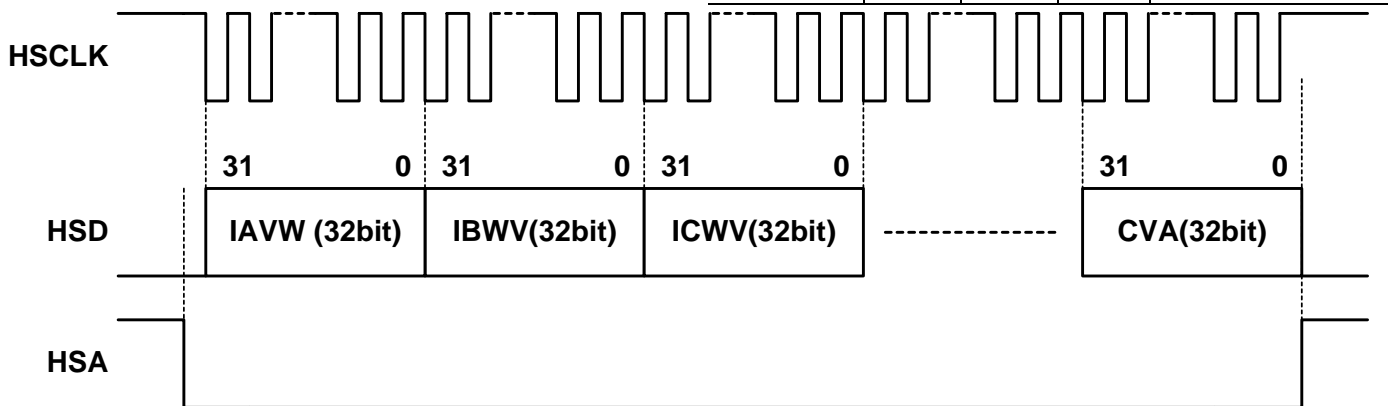 HSCLK
31 0 31 0 31 0 31 0
HSD IAVW (32bit) IBWV(32bit) ICWV(32bit) CVA(32bit)
HSA